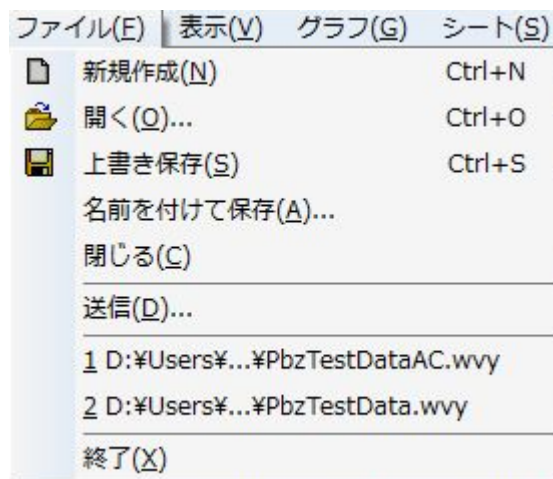 ファイル(F) 表示(V) グラフ(G) シート(S)
新規作成(N) Ctrl+N
開く(O)... Ctrl+O
上書き保存(S) Ctrl+S
名前を付けて保存(A)...
閉じる(C)
送信(D)...
1 D:¥Users¥...¥PbzTestDataAC.wvy
2 D:¥Users¥...¥PbzTestData.wvy
終了(X)